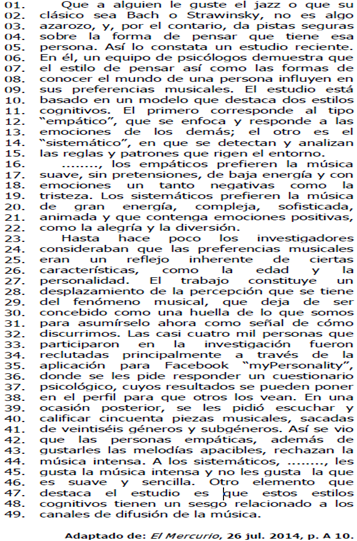 01. Que a alguien le guste el jazz o que su
02. clásico sea Bach o Strawinsky, no es algo
03. azarozo, y, por el contario, da pistas seguras
04. sobre la forma de pensar que tiene esa
05. persona. Así lo constata un estudio reciente.
06. En él, un equipo de psicólogos demuestra que
07. el estilo de pensar así como las formas de
08. conocer el mundo de una persona influyen en
09. sus preferencias musicales. El estudio está
10. basado en un modelo que destaca dos estilos
11. cognitivos. El primero corresponde al tipo
12. “empático”, que se enfoca y responde a las
13. emociones de los demás; el otro es el
14. “sistemático”, en que se detectan y analizan
15. las reglas y patrones que rigen el entorno.
16. ........, los empáticos prefieren la música
17. suave, sin pretensiones, de baja energía y con
18. emociones un tanto negativas como la
19. tristeza. Los sistemáticos prefieren la música
20. de gran energía, compleja, sofisticada,
21. animada y que contenga emociones positivas,
22. como la alegría y la diversión.
23. Hasta hace poco los investigadores
24. consideraban que las preferencias musicales
25. eran un reflejo inherente de ciertas
26. características, como la edad y la
27. personalidad. El trabajo constituye un
28. desplazamiento de la percepción que se tiene
29. del fenómeno musical, que deja de ser
30. concebido como una huella de lo que somos
31. para asumírselo ahora como señal de cómo
32. discurrimos. Las casi cuatro mil personas que
33. participaron en la investigación fueron
34. reclutadas principalmente a través de la
35. aplicación para Facebook “myPersonality”,
36. donde se les pide responder un cuestionario
37. psicológico, cuyos resultados se pueden poner
38. en el perfil para que otros los vean. En una
39. ocasión posterior, se les pidió escuchar y
40. calificar cincuenta piezas musicales, sacadas
41. de veintiséis géneros y subgéneros. Así se vio
42. que las personas empáticas, además de
43. gustarles las melodías apacibles, rechazan la
44. música intensa. A los sistemáticos, ........, les
45. gusta la música intensa y no les gusta la que
46. es suave y sencilla. Otro elemento que
47. destaca el estudio es que estos estilos
48. cognitivos tienen un sesgo relacionado a los
49. canales de difusión de la música.
Adaptado de: El Mercurio, 26 jul. 2014, p. A 10.